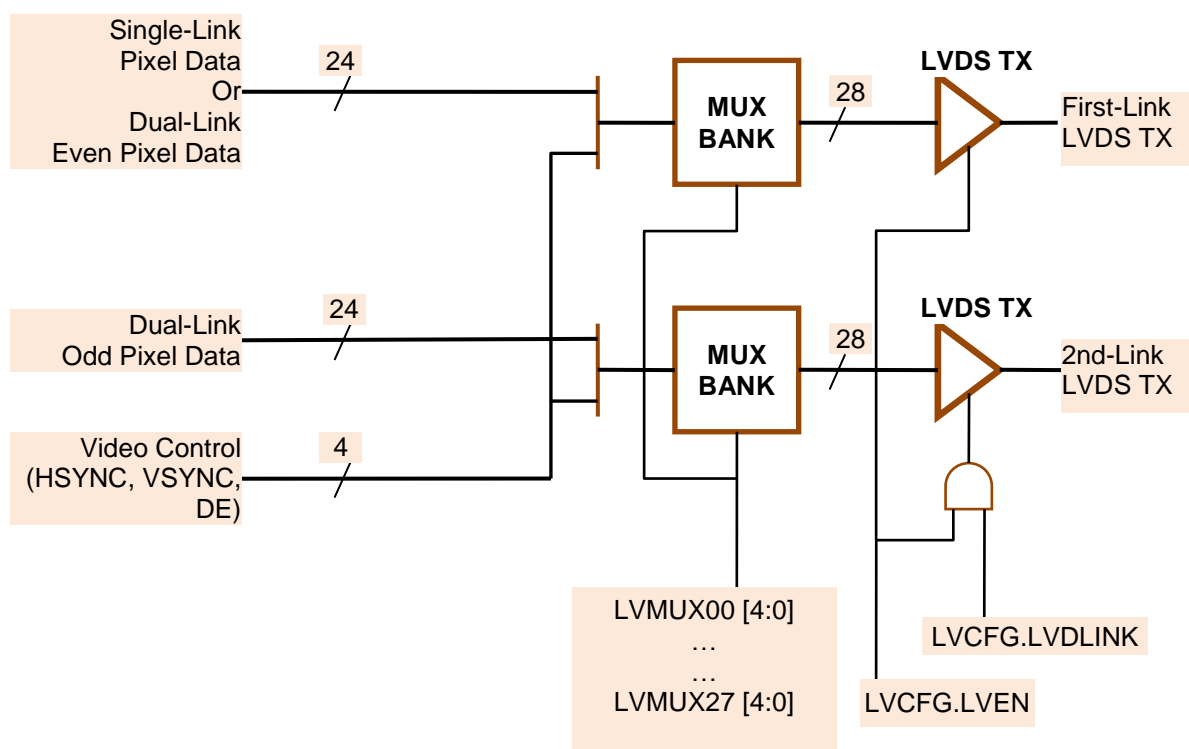 Single-Link
Pixel Data
Or
Dual-Link
Even Pixel Data
24
MUX
BANK
28
LVDS TX
First-Link
LVDS TX
Dual-Link
Odd Pixel Data
24
MUX
BANK
28
LVDS TX
2nd-Link
LVDS TX
Video Control
(HSYNC, VSYNC,
DE)
4
LVMUX00 [4:0]
…
…
LVMUX27 [4:0]
LVCFG.LVDLINK
LVCFG.LVEN